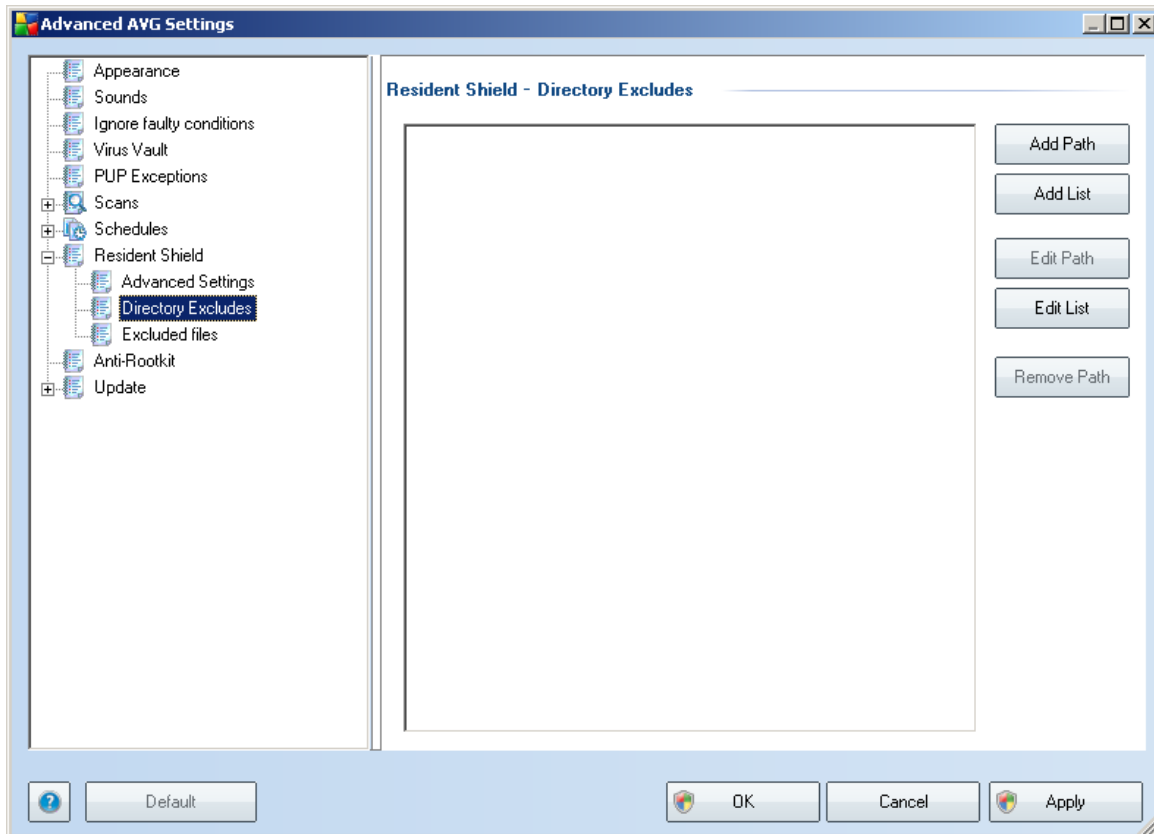 Advanced AVG Settings
Appearance
Sounds
Ignore faulty conditions
Virus Vault
PUP Exceptions
Scans
Schedules
Resident Shield
Advanced Settings
Directory Excludes
Excluded files
Anti-Rootkit
Update
Resident Shield - Directory Excludes
Add Path
Add List
Edit Path
Edit List
Remove Path
Default
OK
Cancel
Apply